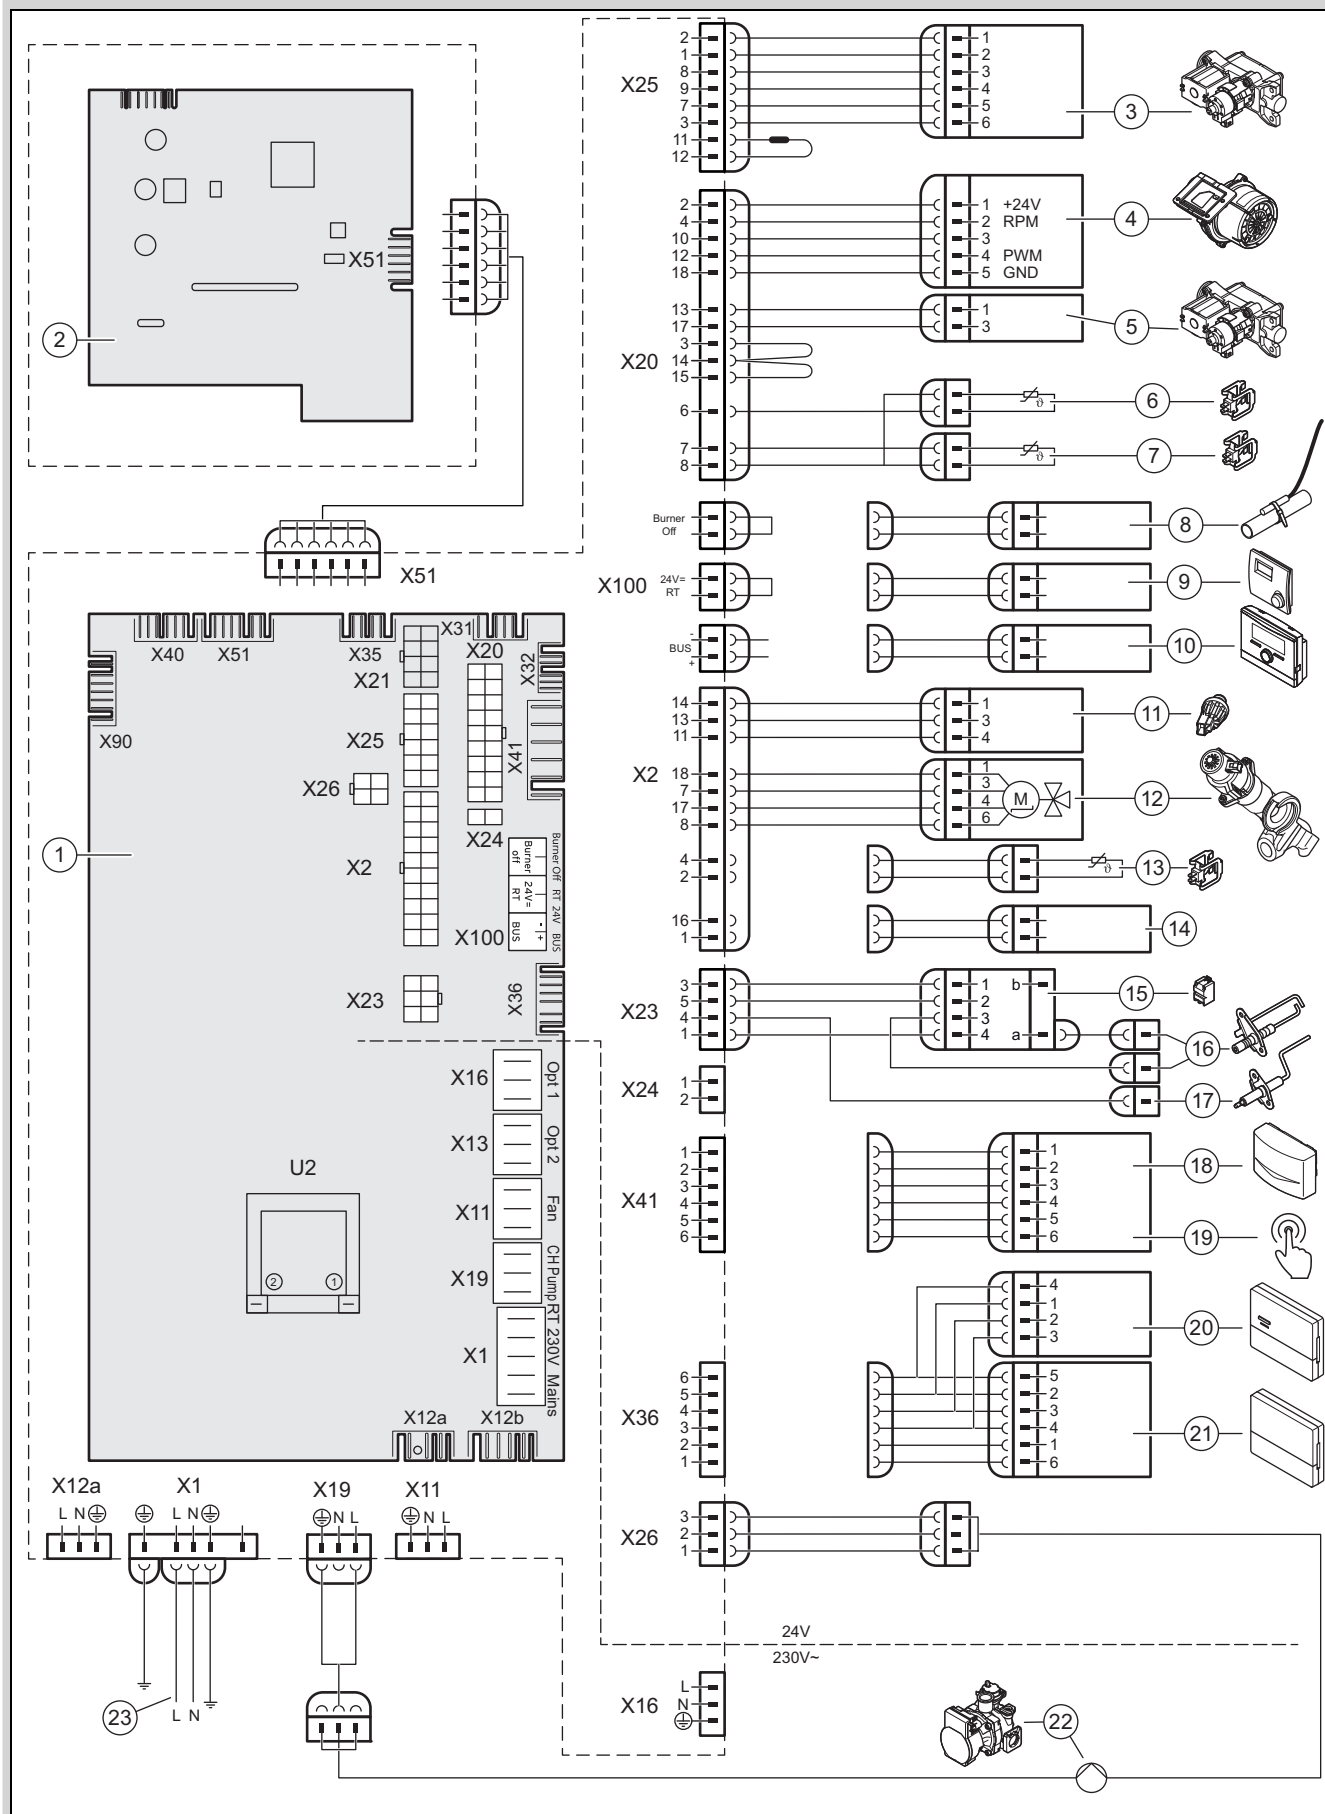 X51
2
X51
X40
X51
X35
X31
X20
X21
X32
X90
X25
X41
X26
X24
X2
1
Burner off
24V= RT
BUS
- +
Burner Off RT 24V BUS
X100
X23
X36
X16
Opt 1
X13
Opt 2
U2
X11
Fan
X19
CH Pump
2
1
X1
RT 230V Mains
X12a
X12b
X12a
X1
X19
X11
L N
L N
N L
N L
23
L N
X25
2 1
1 2
8 3
9 4
7 5
3 6
11
12
3
X20
2 1 +24V
4 2 RPM
10 3
12 4 PWM
18 5 GND
4
13 1
17 3
5
3
14
15
6
ϑ
6
7
8
ϑ
7
Burner
Off
8
X100
24V=
RT
9
-
BUS
+
10
X2
14 1
13 3
11 4
11
18 1
7 3
17 4
8 6
M
12
4
2
ϑ
13
16
1
14
X23
3 1 b
5 2
4 3
1 4 a
15
16
X24
1
2
17
X41
1 1
2 2
3 3
4 4
5 5
6 6
18
19
4
1
2
3
20
X36
6 5
5 2
4 3
3 4
2 1
1 6
21
X26
3
2
1
24V
230V~
X16
L
N
22